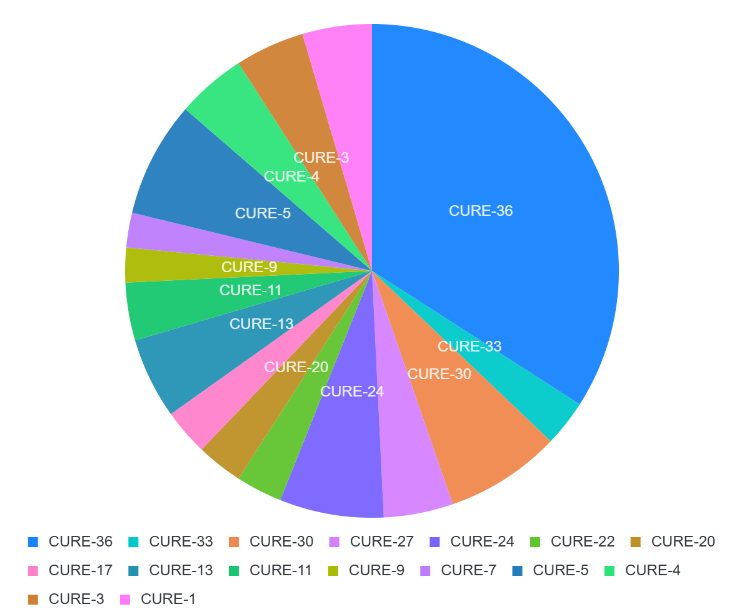 CURE-3
CURE-4
CURE-36
CURE-5
CURE-9
CURE-11
CURE-13
CURE-33
CURE-20
CURE-30
CURE-24
CURE-36 CURE-33 CURE-30 CURE-27 CURE-24 CURE-22 CURE-20
CURE-17 CURE-13 CURE-11 CURE-9 CURE-7 CURE-5 CURE-4
CURE-3 CURE-1